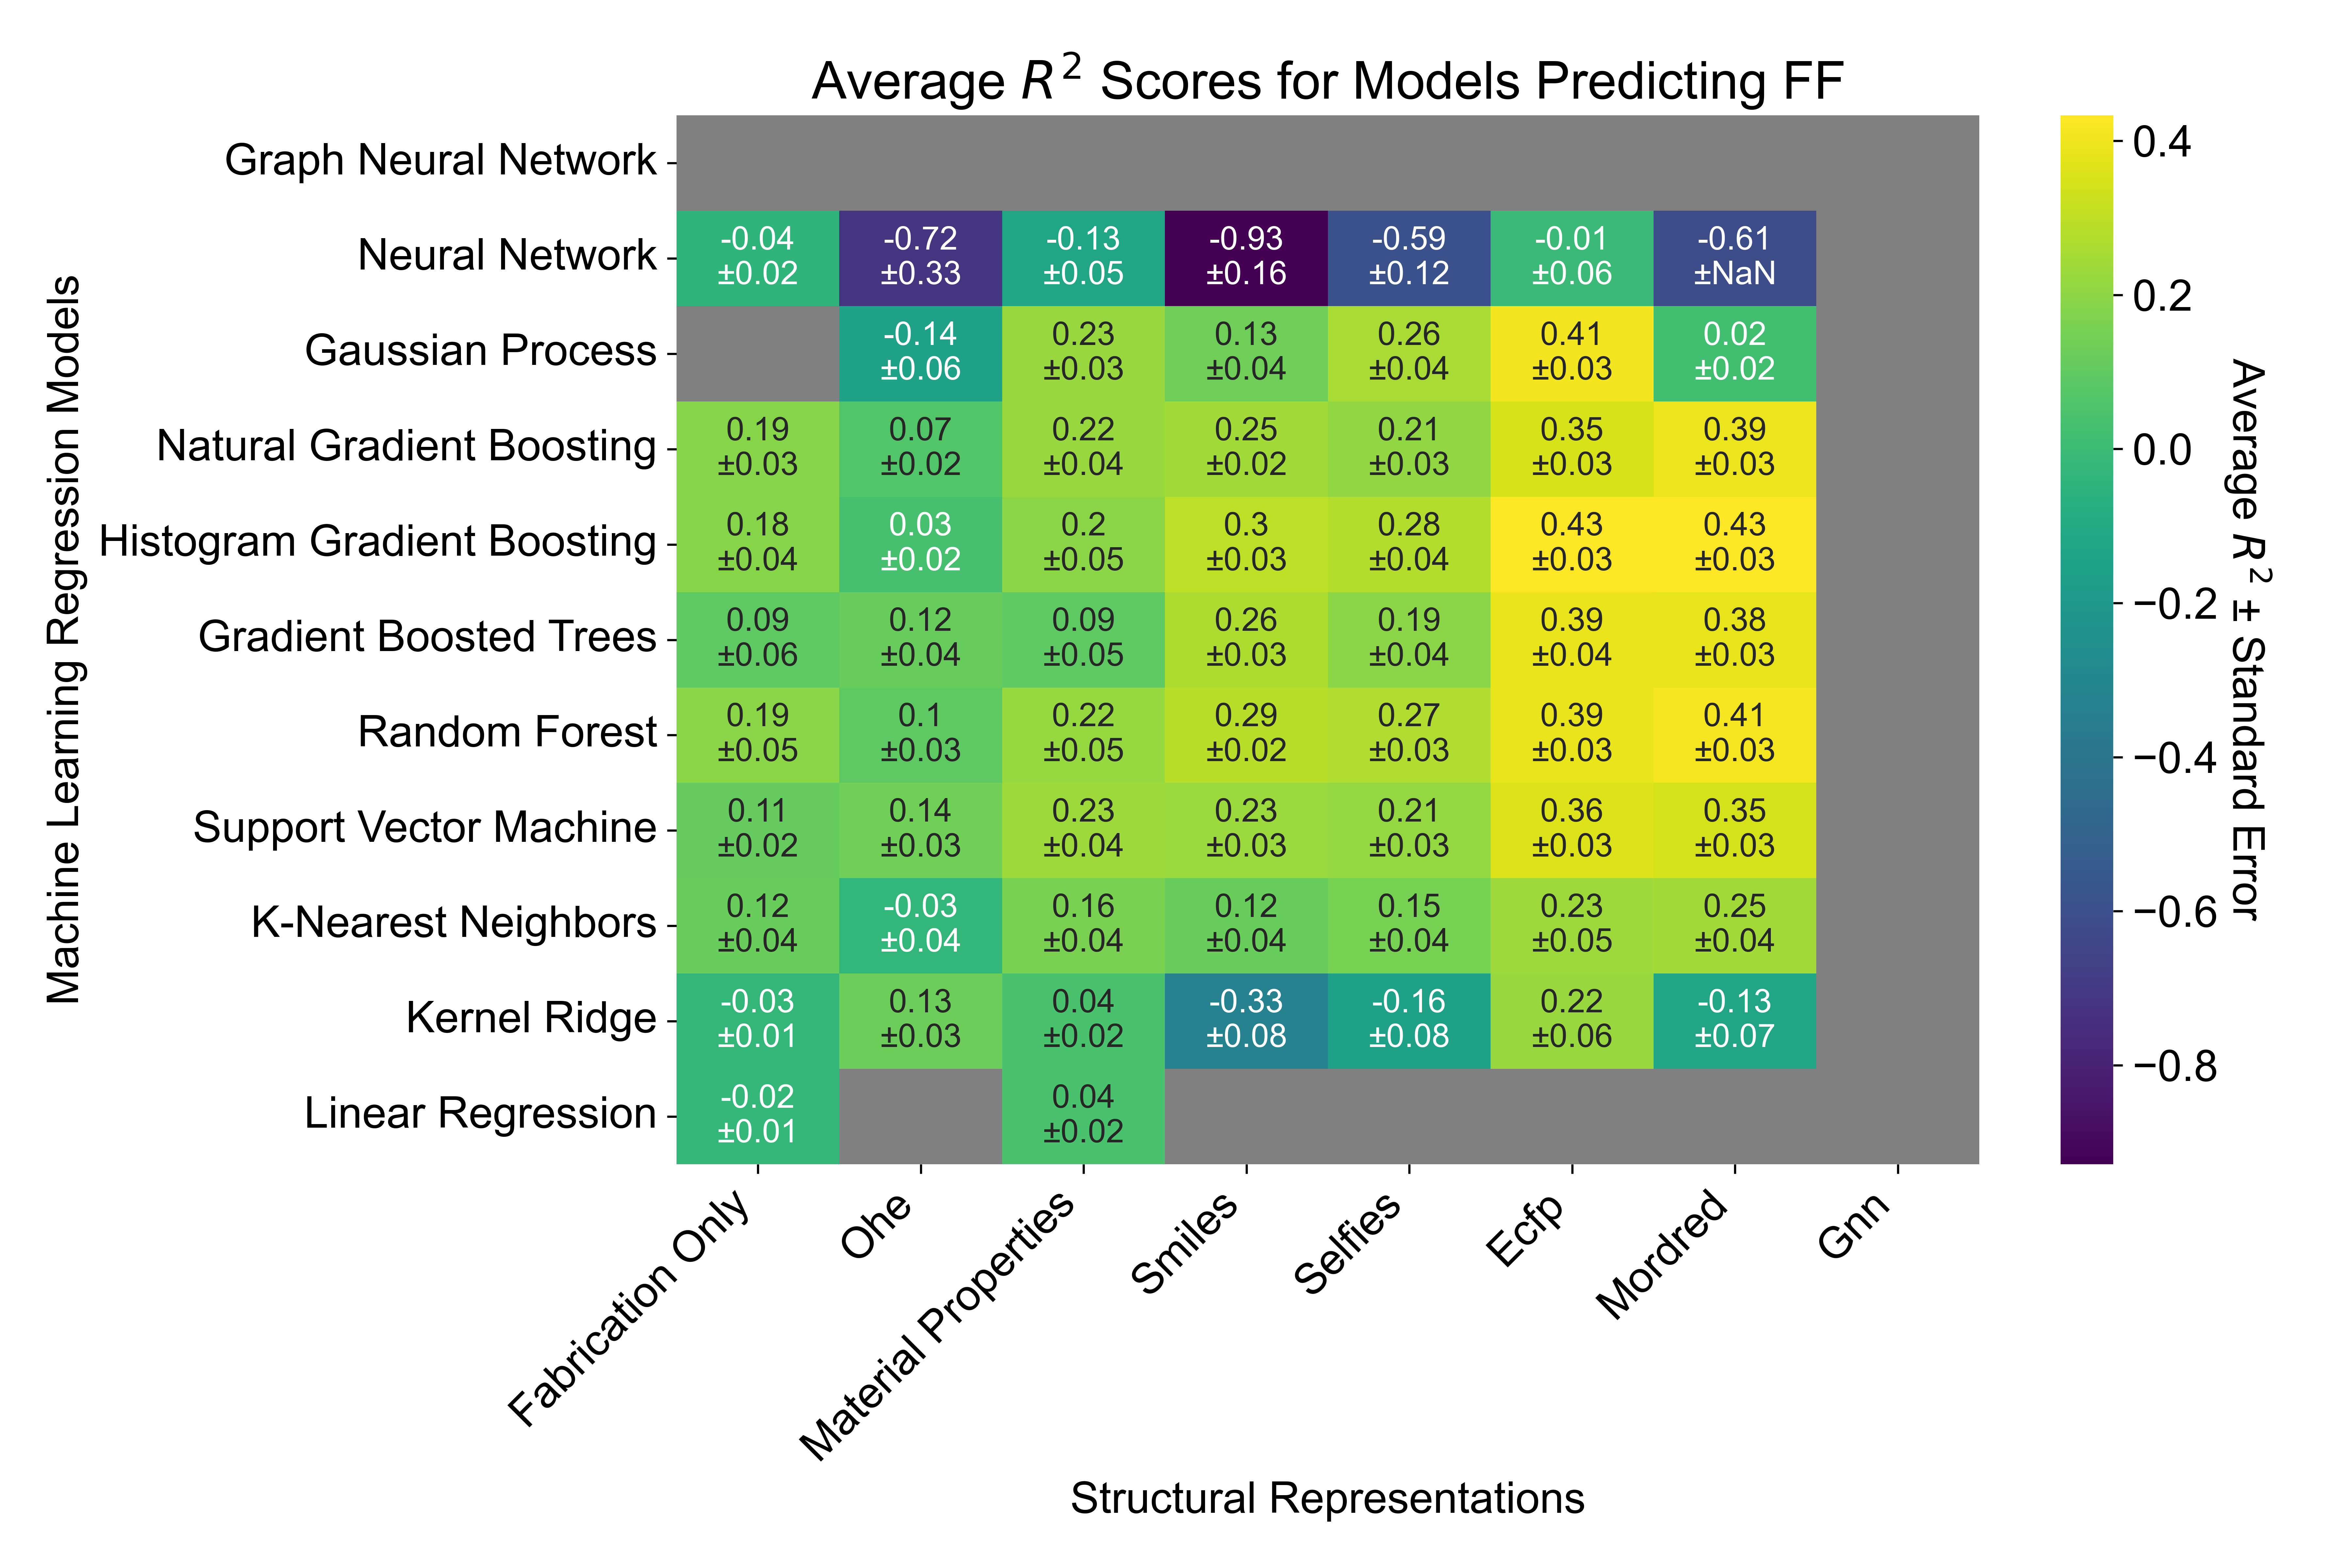 Average R² Scores for Models Predicting FF
Machine Learning Regression Models
Graph Neural Network
Neural Network
-0.04 -0.72 -0.13 -0.93 -0.59 -0.01 -0.61
±0.02 ±0.33 ±0.05 ±0.16 ±0.12 ±0.06 ±NaN
Gaussian Process
-0.14 0.23 0.13 0.26 0.41 0.02
±0.06 ±0.03 ±0.04 ±0.04 ±0.03 ±0.02
Natural Gradient Boosting
0.19 0.07 0.22 0.25 0.21 0.35 0.39
±0.03 ±0.02 ±0.04 ±0.02 ±0.03 ±0.03 ±0.03
Histogram Gradient Boosting
0.18 0.03 0.2 0.3 0.28 0.43 0.43
±0.04 ±0.02 ±0.05 ±0.03 ±0.04 ±0.03 ±0.03
Gradient Boosted Trees
0.09 0.12 0.09 0.26 0.19 0.39 0.38
±0.06 ±0.04 ±0.05 ±0.03 ±0.04 ±0.04 ±0.03
Random Forest
0.19 0.1 0.22 0.29 0.27 0.39 0.41
±0.05 ±0.03 ±0.05 ±0.02 ±0.03 ±0.03 ±0.03
Support Vector Machine
0.11 0.14 0.23 0.23 0.21 0.36 0.35
±0.02 ±0.03 ±0.04 ±0.03 ±0.03 ±0.03 ±0.03
K-Nearest Neighbors
0.12 -0.03 0.16 0.12 0.15 0.23 0.25
±0.04 ±0.04 ±0.04 ±0.04 ±0.04 ±0.05 ±0.04
Kernel Ridge
-0.03 0.13 0.04 -0.33 -0.16 0.22 -0.13
±0.01 ±0.03 ±0.02 ±0.08 ±0.08 ±0.06 ±0.07
Linear Regression
-0.02 0.04
±0.01 ±0.02
Fabrication Only
Ohe
Material Properties
Smiles
Selfies
Ecfp
Mordred
Gnn
Structural Representations
0.4
0.2
0.0
−0.2
−0.4
−0.6
−0.8
Average R² ± Standard Error